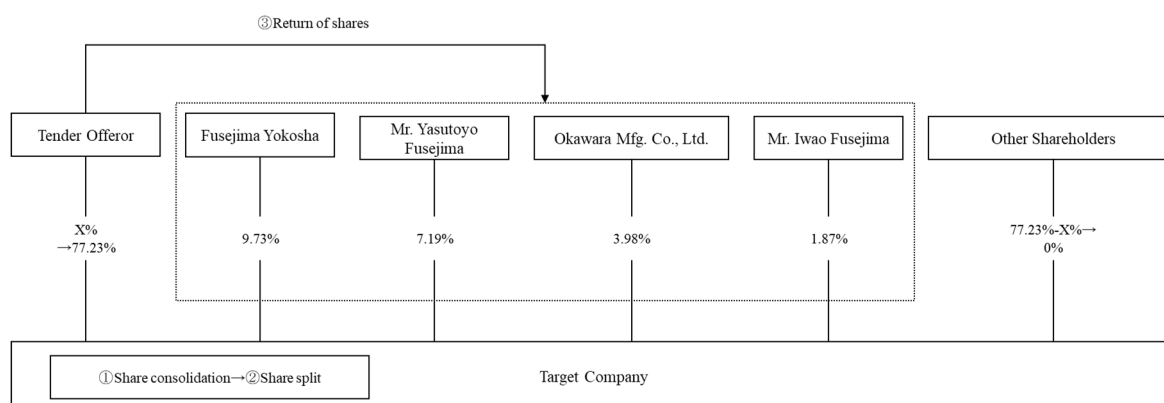 ③Return of shares
Tender Offeror
Fusejima Yokosha
Mr. Yasutoyo
Fusejima
Okawara Mfg. Co., Ltd.
Mr. Iwao Fusejima
Other Shareholders
X%
→77.23%
9.73%
7.19%
3.98%
1.87%
77.23%-X%→
0%
①Share consolidation→②Share split
Target Company